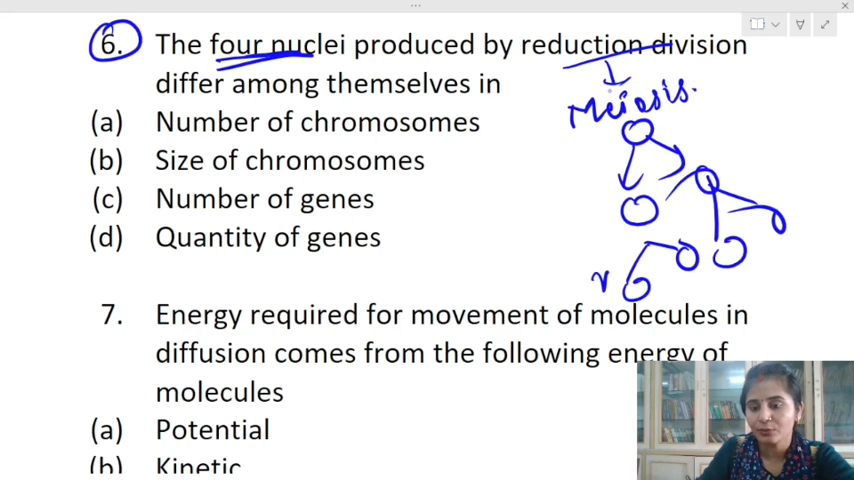 6. The four nuclei produced by reduction division
differ among themselves in
Meiosis.
(a) Number of chromosomes
(b) Size of chromosomes
(c) Number of genes
(d) Quantity of genes
7. Energy required for movement of molecules in
diffusion comes from the following energy of
molecules
(a) Potential
(b) Kinetic